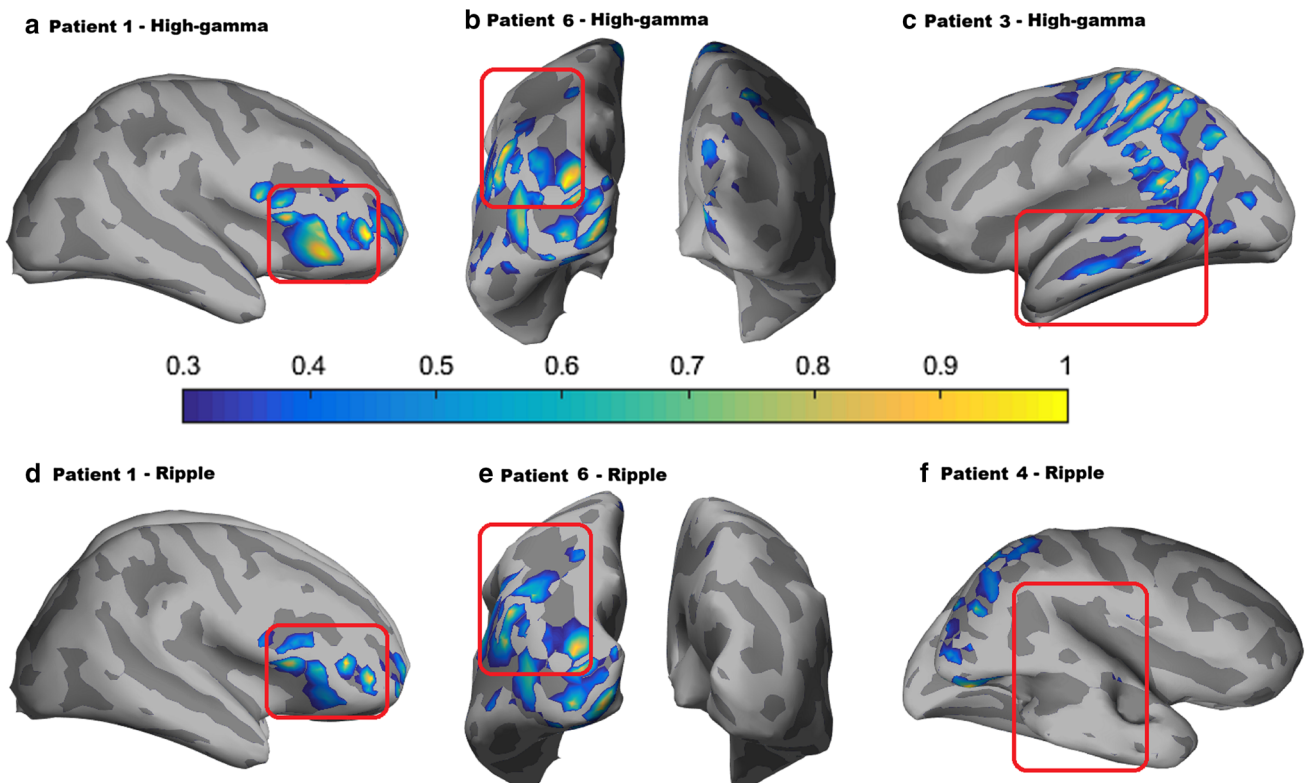 a Patient 1 - High-gamma
b Patient 6 - High-gamma
c Patient 3 - High-gamma
0.3 0.4 0.5 0.6 0.7 0.8 0.9 1
d Patient 1 - Ripple
e Patient 6 - Ripple
f Patient 4 - Ripple